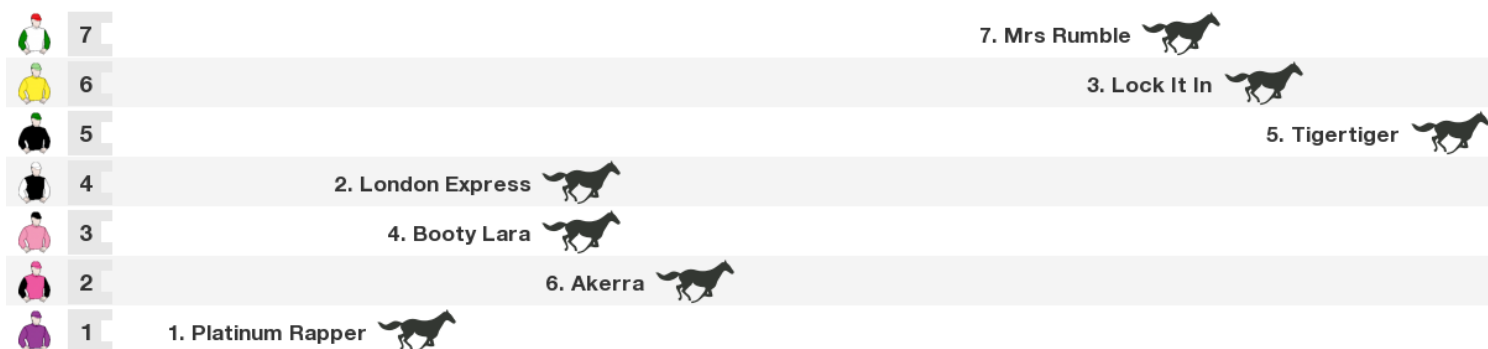 7 7. Mrs Rumble
6 3. Lock It In
5 5. Tigertiger
4 2. London Express
3 4. Booty Lara
2 6. Akerra
1 1. Platinum Rapper